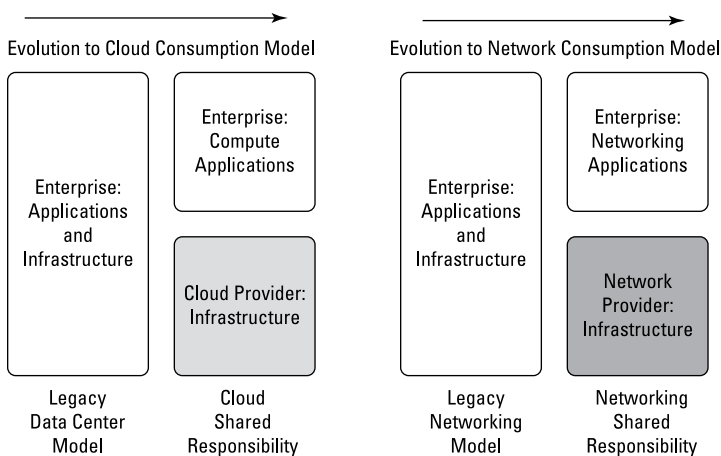 Evolution to Cloud Consumption Model
Enterprise:
Applications
and
Infrastructure
Enterprise:
Compute
Applications
Cloud Provider:
Infrastructure
Legacy
Data Center
Model
Cloud
Shared
Responsibility
Evolution to Network Consumption Model
Enterprise:
Applications
and
Infrastructure
Enterprise:
Networking
Applications
Network
Provider:
Infrastructure
Legacy
Networking
Model
Networking
Shared
Responsibility